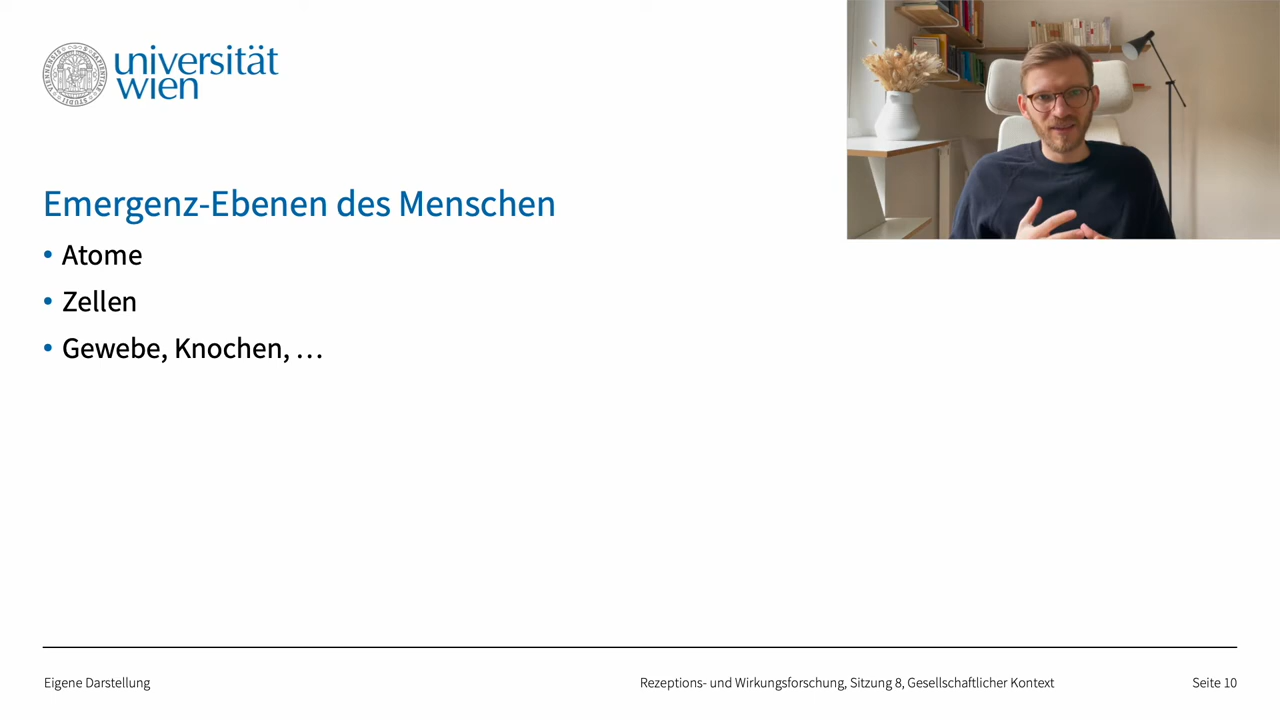 universität
wien
Emergenz-Ebenen des Menschen
• Atome
• Zellen
• Gewebe, Knochen, …
Eigene Darstellung
Rezeptions- und Wirkungsforschung, Sitzung 8, Gesellschaftlicher Kontext
Seite 10